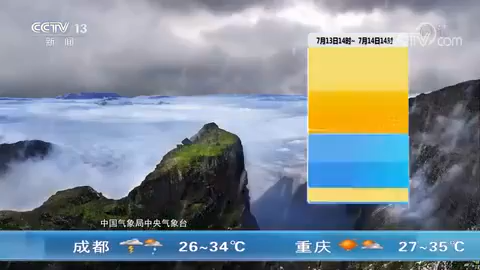 CCTV 13
新闻
CCTV.com
7月13日14时- 7月14日14时
中国气象局中央气象台
成都 26~34℃ 重庆 27~35℃